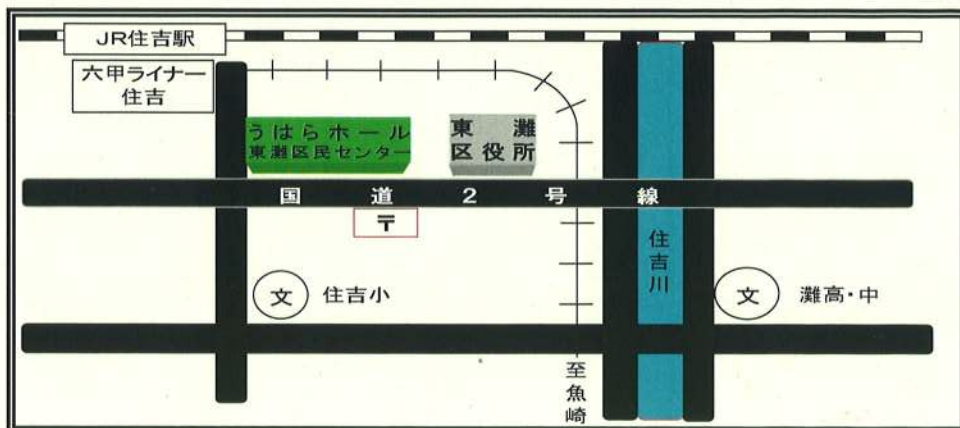 JR住吉駅
六甲ライナー
住吉
うはらホール
東灘区民センター
東灘
区役所
国道2号線
〒
住吉川
文
住吉小
文
灘高・中
至魚崎